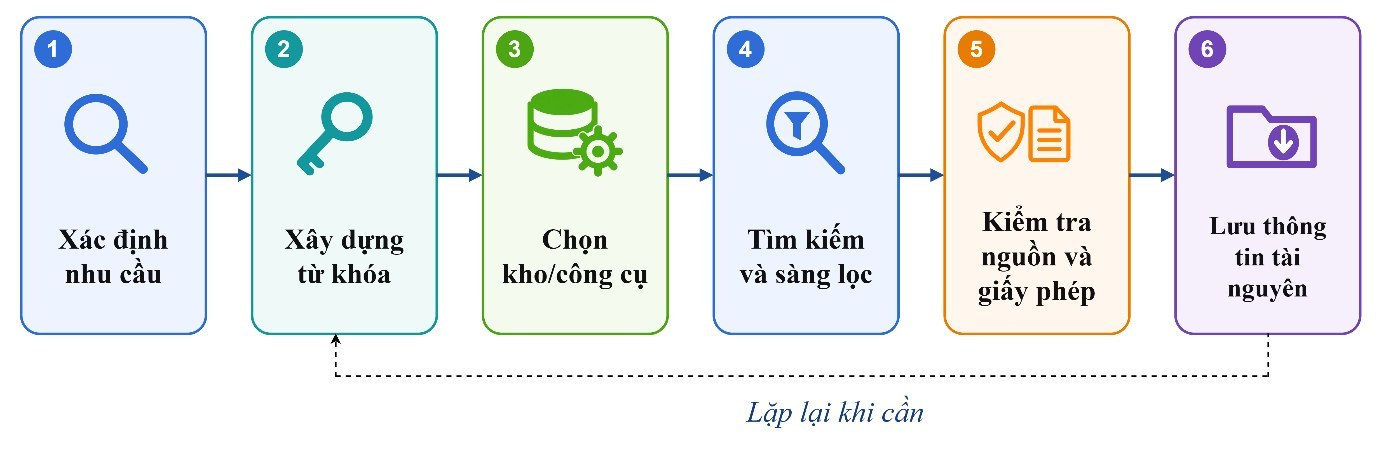 1
Xác định
nhu cầu
2
Xây dựng
từ khóa
3
Chọn
kho/công cụ
4
Tìm kiếm
và sàng lọc
5
Kiểm tra
nguồn và
giấy phép
6
Lưu thông
tin tài
nguyên
Lặp lại khi cần